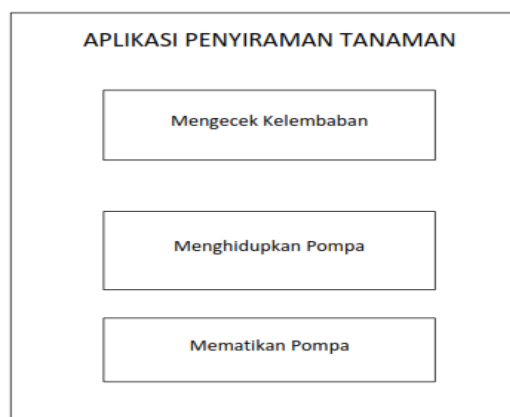 APLIKASI PENYIRAMAN TANAMAN
Mengecek Kelembaban
Menghidupkan Pompa
Mematikan Pompa